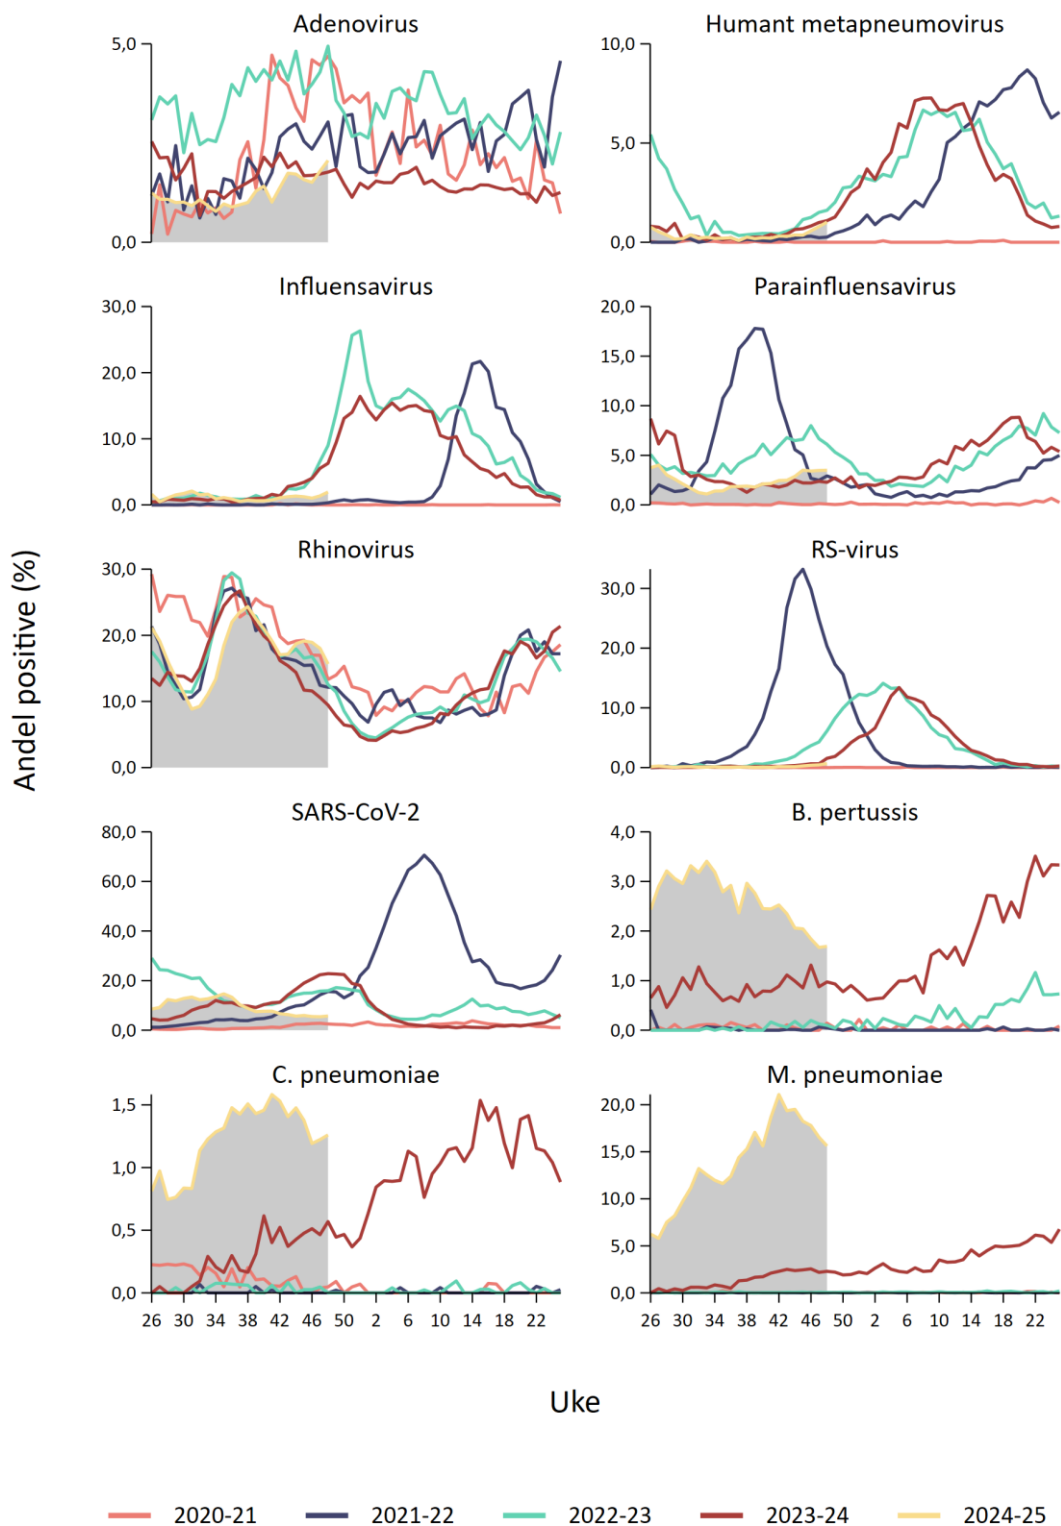 Adenovirus
5,0
0,0
Humant metapneumovirus
10,0
5,0
0,0
Influensavirus
30,0
20,0
10,0
0,0
Parainfluensavirus
20,0
15,0
10,0
5,0
0,0
Andel positive (%)
Rhinovirus
30,0
20,0
10,0
0,0
RS-virus
30,0
20,0
10,0
0,0
SARS-CoV-2
80,0
60,0
40,0
20,0
0,0
B. pertussis
4,0
3,0
2,0
1,0
0,0
C. pneumoniae
1,5
1,0
0,5
0,0
26 30 34 38 42 46 50 2 6 10 14 18 22
M. pneumoniae
20,0
15,0
10,0
5,0
0,0
26 30 34 38 42 46 50 2 6 10 14 18 22
Uke
2020-21 2021-22 2022-23 2023-24 2024-25